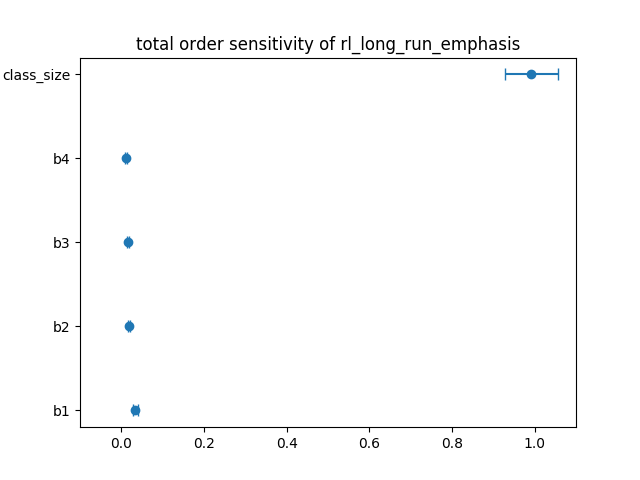 total order sensitivity of rl_long_run_emphasis
class_size
b4
b3
b2
b1
0.0 0.2 0.4 0.6 0.8 1.0